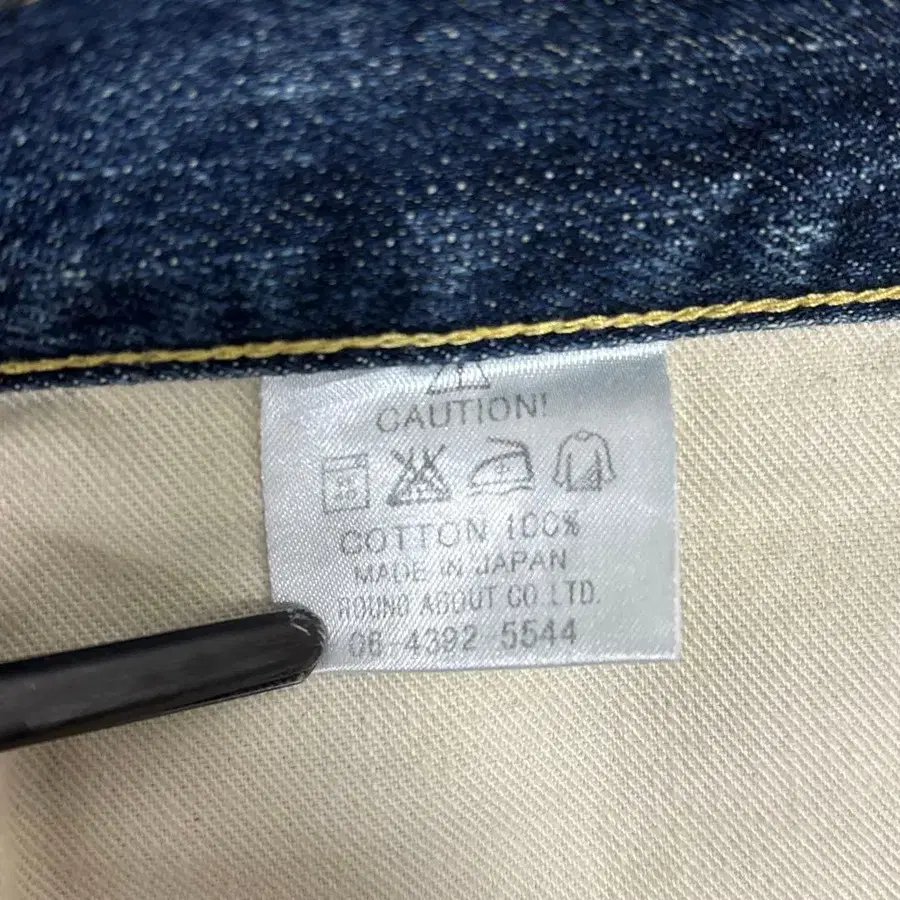 CAUTION!
COTTON 100%
MADE IN JAPAN
ROUND ABOUT CO LTD.
06-4392 5544